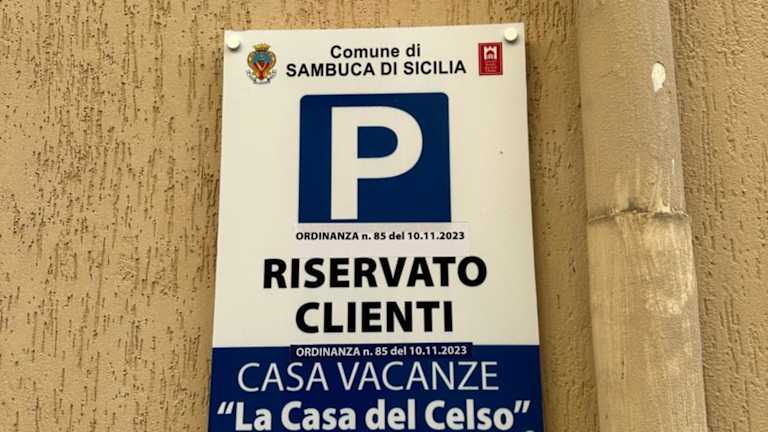 Comune di
SAMBUCA DI SICILIA
P
ORDINANZA n. 85 del 10.11.2023
RISERVATO
CLIENTI
ORDINANZA n. 85 del 10.11.2023
CASA VACANZE
“La Casa del Celso”